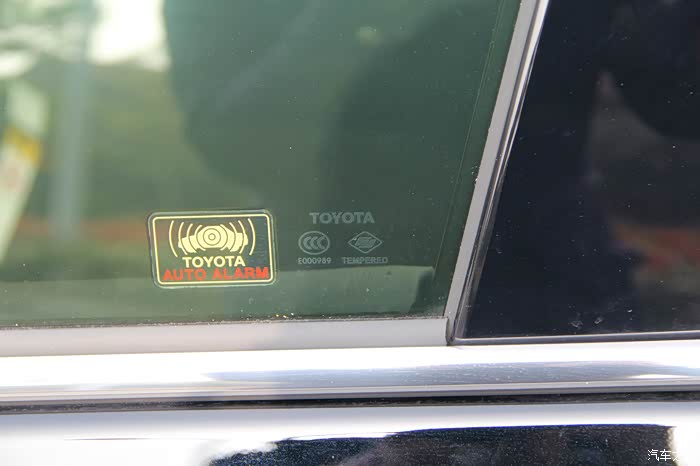 TOYOTA
AUTO ALARM
TOYOTA
E000989
TEMPERED